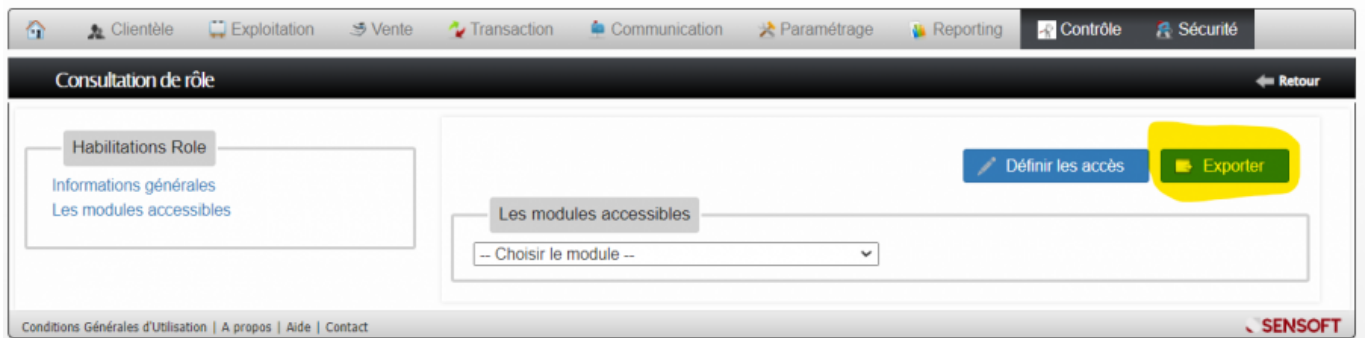 Clientèle Exploitation Vente Transaction Communication Paramétrage Reporting Contrôle Sécurité
Consultation de rôle Retour
Habilitations Role
Informations générales
Les modules accessibles
Définir les accès Exporter
Les modules accessibles
-- Choisir le module --
Conditions Générales d'Utilisation | A propos | Aide | Contact SENSOFT